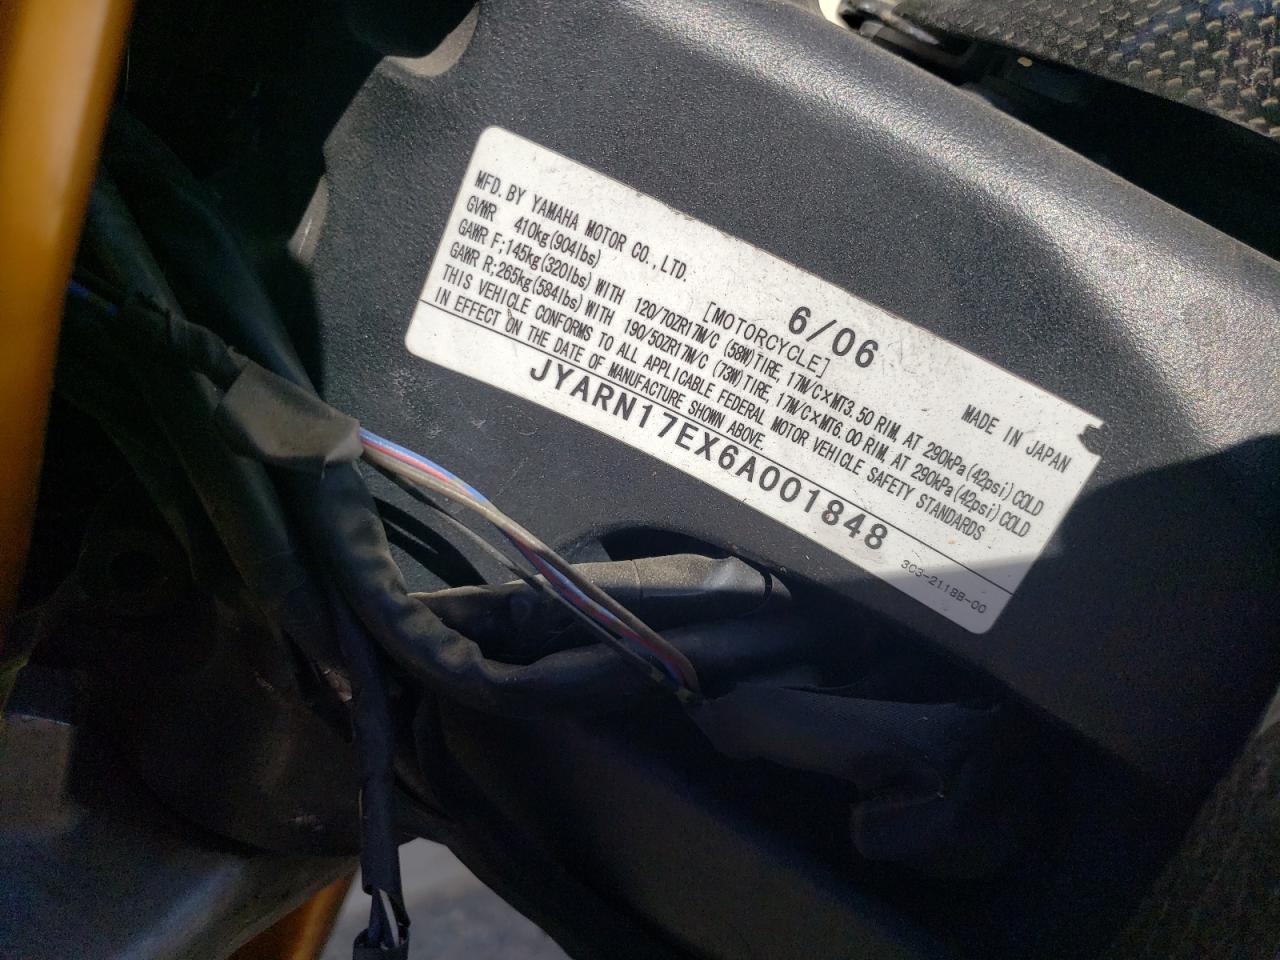 MFD. BY YAMAHA MOTOR CO., LTD. 6/06 MADE IN JAPAN
GVWR 410kg(904lbs) [MOTORCYCLE]
GAWR F;145kg(320lbs) WITH 120/70ZR17M/C (58W)TIRE, 17M/C×MT3.50 RIM, AT 290kPa(42psi)COLD
GAWR R;265kg(584lbs) WITH 190/50ZR17M/C (73W)TIRE, 17M/C×MT6.00 RIM, AT 290kPa(42psi)COLD
THIS VEHICLE CONFORMS TO ALL APPLICABLE FEDERAL MOTOR VEHICLE SAFETY STANDARDS
IN EFFECT ON THE DATE OF MANUFACTURE SHOWN ABOVE.
JYARN17EX6A001848
3C3-2118B-00